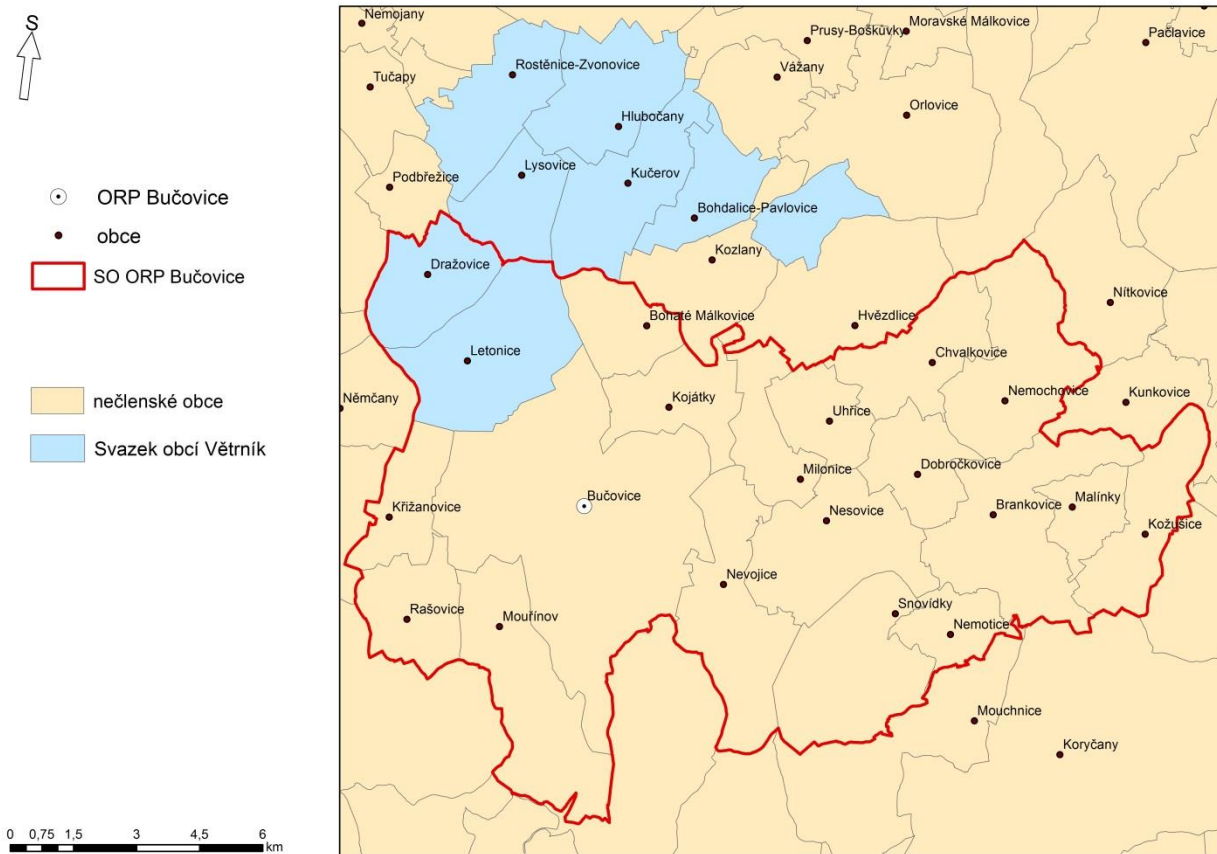 S
ORP Bučovice
obce
SO ORP Bučovice
nečlenské obce
Svazek obcí Větrník
0 0,75 1,5 3 4,5 6
km
Nemojany
Moravské Málkovice
Prusy-Boškůvky
Pačlavice
Rostěnice-Zvonovice
Tučapy
Vážany
Hlubočany
Orlovice
Lysovice
Kučerov
Podbřežice
Bohdalice-Pavlovice
Kozlany
Dražovice
Nítkovice
Bohaté Málkovice
Hvězdlice
Letonice
Chvalkovice
Němčany
Kojátky
Nemochovice
Kunkovice
Uhřice
Milonice
Dobročkovice
Bučovice
Křižanovice
Nesovice
Brankovice
Malínky
Kožušice
Nevojice
Rašovice
Mouřínov
Snovídky
Nemotice
Mouchnice
Koryčany